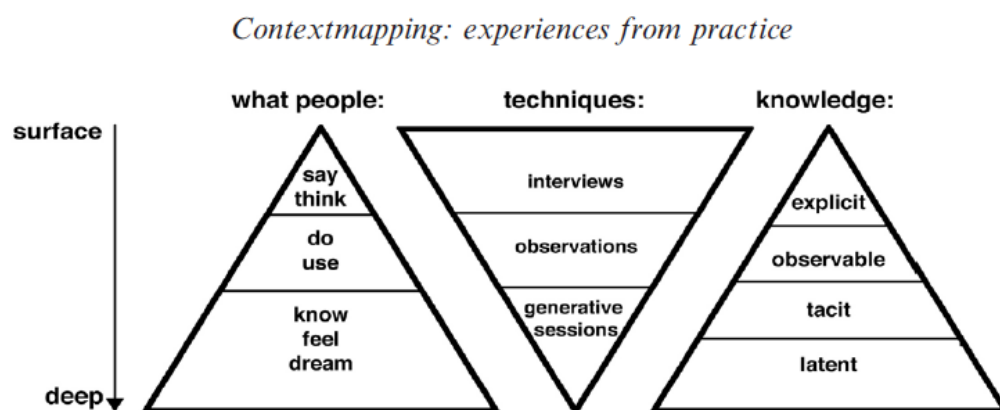 Contextmapping: experiences from practice
what people:
techniques:
knowledge:
surface
say
think
do
use
know
feel
dream
interviews
observations
generative
sessions
explicit
observable
tacit
latent
deep